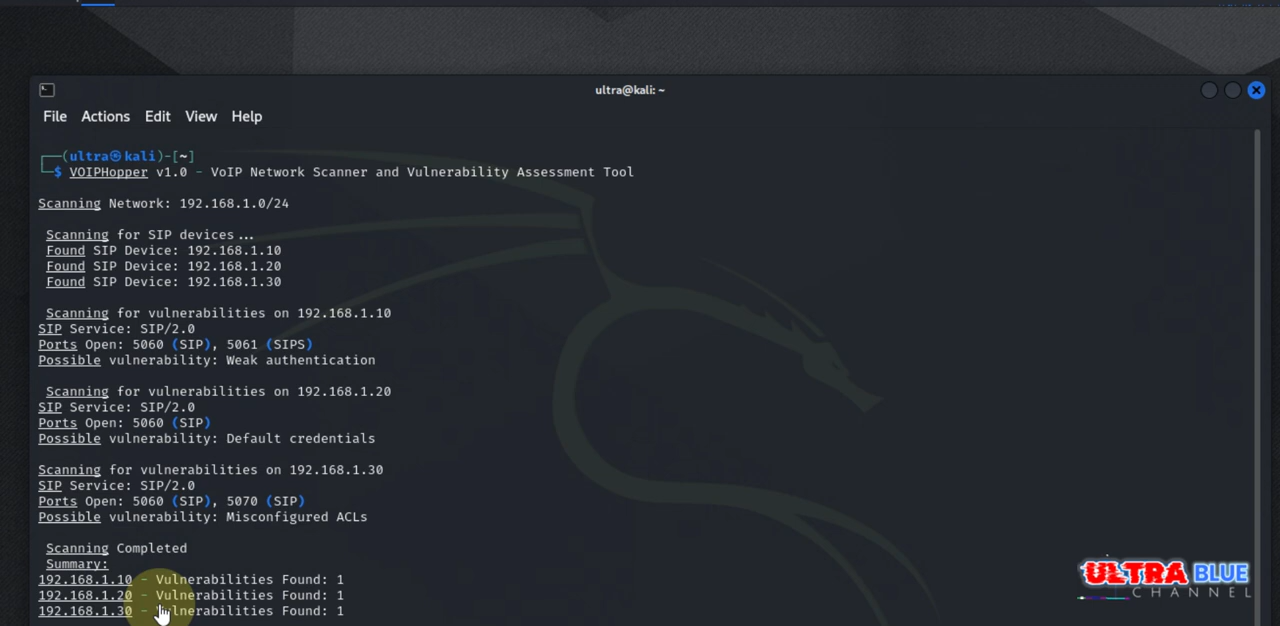 ultra@kali: ~
File Actions Edit View Help
┌──(ultra㉿kali)-[~]
└─$ VOIPHopper v1.0 - VoIP Network Scanner and Vulnerability Assessment Tool
Scanning Network: 192.168.1.0/24
Scanning for SIP devices...
Found SIP Device: 192.168.1.10
Found SIP Device: 192.168.1.20
Found SIP Device: 192.168.1.30
Scanning for vulnerabilities on 192.168.1.10
SIP Service: SIP/2.0
Ports Open: 5060 (SIP), 5061 (SIPS)
Possible vulnerability: Weak authentication
Scanning for vulnerabilities on 192.168.1.20
SIP Service: SIP/2.0
Ports Open: 5060 (SIP)
Possible vulnerability: Default credentials
Scanning for vulnerabilities on 192.168.1.30
SIP Service: SIP/2.0
Ports Open: 5060 (SIP), 5070 (SIP)
Possible vulnerability: Misconfigured ACLs
Scanning Completed
Summary:
192.168.1.10 - Vulnerabilities Found: 1
192.168.1.20 - Vulnerabilities Found: 1
192.168.1.30 - Vulnerabilities Found: 1
ULTRA BLUE
CHANNEL